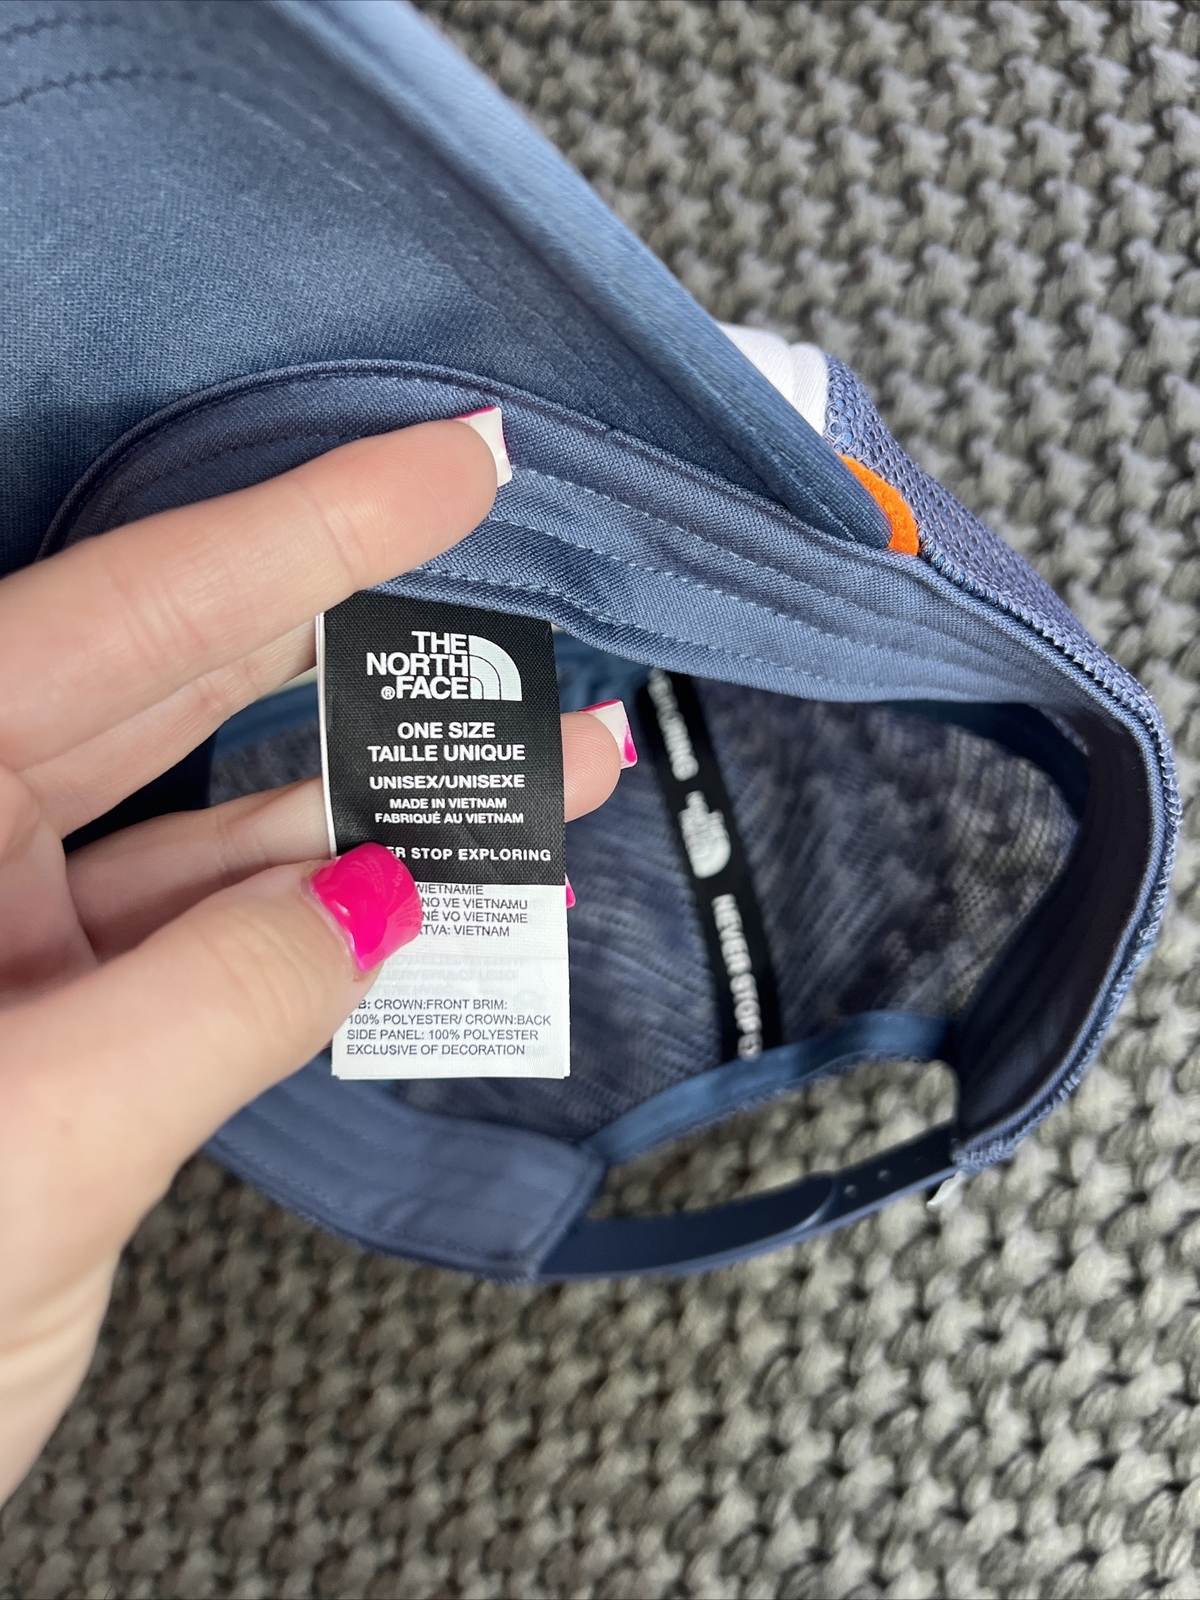 THE
NORTH
®FACE
ONE SIZE
TAILLE UNIQUE
UNISEX/UNISEXE
MADE IN VIETNAM
FABRIQUÉ AU VIETNAM
STOP EXPLORING
VE VIETNAMU
VO VIETNAME
VIETNAM
CROWN:FRONT BRIM:
100% POLYESTER/ CROWN:BACK
SIDE PANEL: 100% POLYESTER
EXCLUSIVE OF DECORATION
NEVER STOP